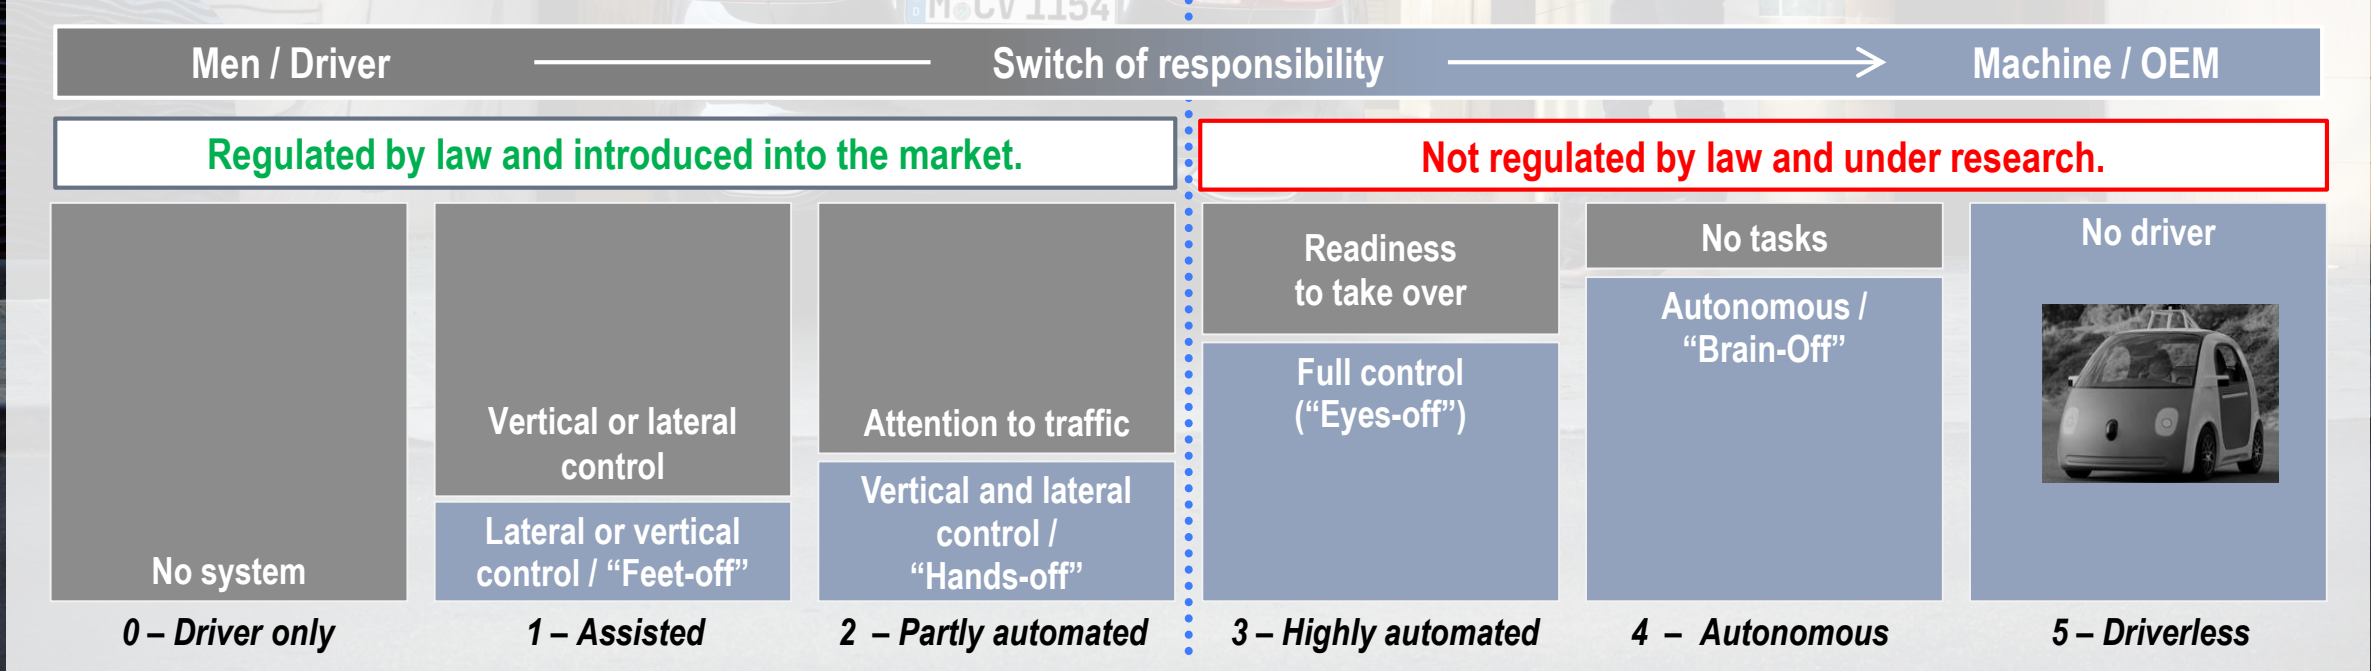 M CV 1154
Men / Driver
Switch of responsibility
Machine / OEM
Regulated by law and introduced into the market.
Not regulated by law and under research.
No system
Vertical or lateral
control
Lateral or vertical
control / “Feet-off”
Attention to traffic
Vertical and lateral
control /
“Hands-off”
Readiness
to take over
Full control
(“Eyes-off”)
No tasks
Autonomous /
“Brain-Off”
No driver
0 – Driver only
1 – Assisted
2 – Partly automated
3 – Highly automated
4 – Autonomous
5 – Driverless